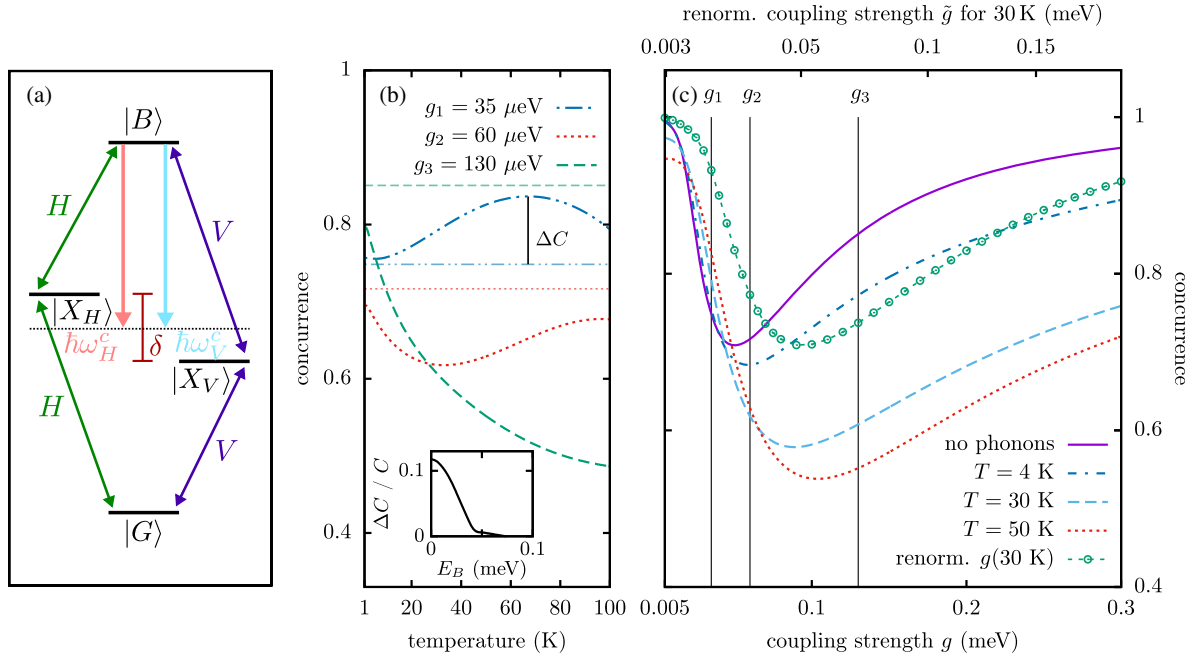 (a)
|B⟩
H
V
|X_H⟩
ħω_H^c
δ
ħω_V^c
|X_V⟩
H
V
|G⟩
(b)
g₁ = 35 μeV
g₂ = 60 μeV
g₃ = 130 μeV
ΔC
concurrence
1
0.8
0.6
0.4
1
20
40
60
80
100
temperature (K)
ΔC / C
0.1
0
0
0.1
E_B (meV)
renorm. coupling strength g̃ for 30 K (meV)
0.003
0.05
0.1
0.15
(c)
g₁
g₂
g₃
1
0.8
0.6
0.4
concurrence
no phonons
T = 4 K
T = 30 K
T = 50 K
renorm. g(30 K)
0.005
0.1
0.2
0.3
coupling strength g (meV)